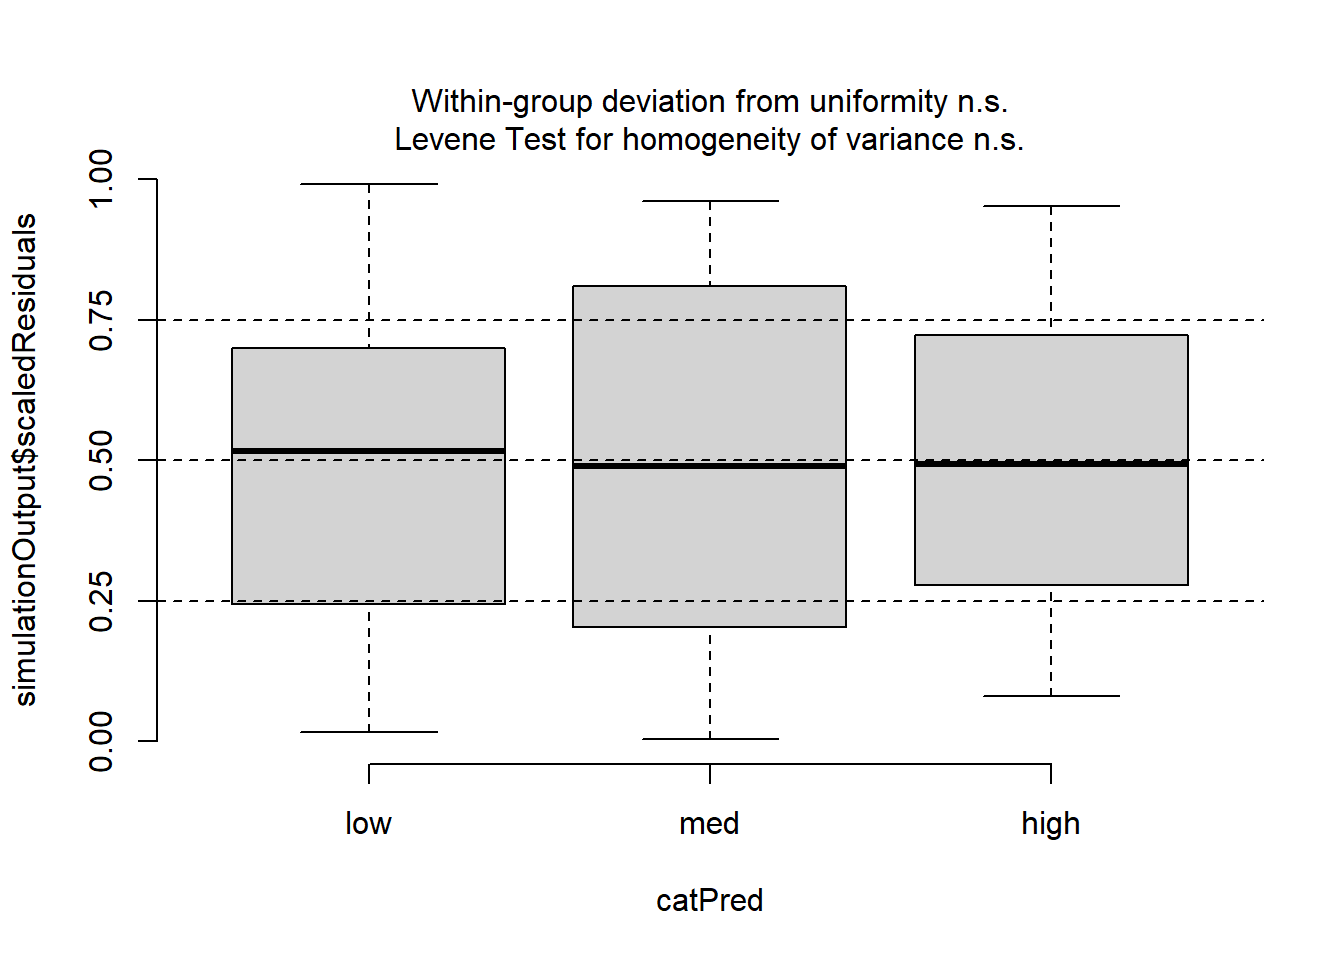 Within-group deviation from uniformity n.s.
Levene Test for homogeneity of variance n.s.
simulationOutput$scaledResiduals
1.00
0.75
0.50
0.25
0.00
low
med
high
catPred